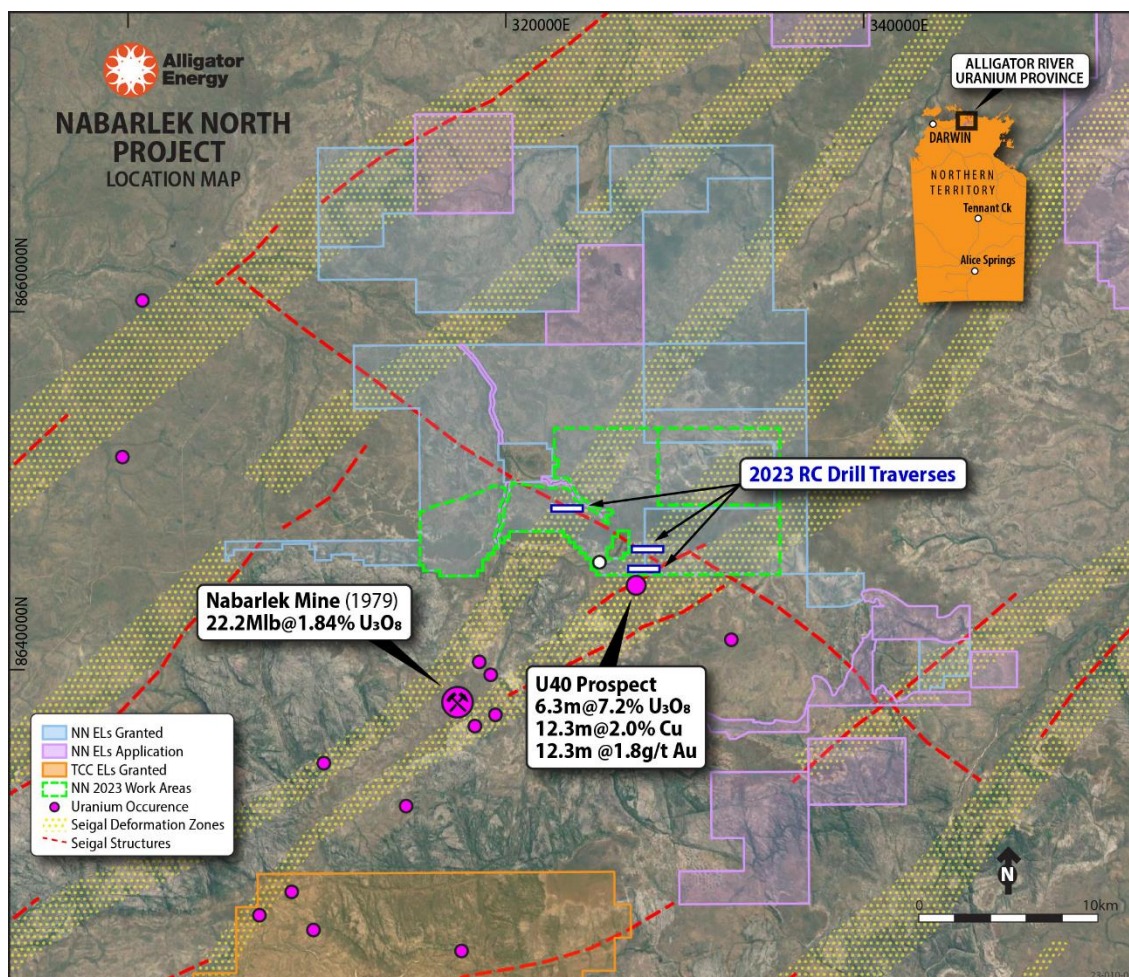 320000E
340000E
Alligator
Energy
NABARLEK NORTH
PROJECT
LOCATION MAP
ALLIGATOR RIVER
URANIUM PROVINCE
DARWIN
NORTHERN
TERRITORY
Tennant Ck
Alice Springs
8660000N
2023 RC Drill Traverses
Nabarlek Mine (1979)
22.2Mlb@1.84% U₃O₈
8640000N
U40 Prospect
6.3m@7.2% U₃O₈
12.3m@2.0% Cu
12.3m @1.8g/t Au
NN ELs Granted
NN ELs Application
TCC ELs Granted
NN 2023 Work Areas
Uranium Occurence
Seigal Deformation Zones
Seigal Structures
N
0
10km